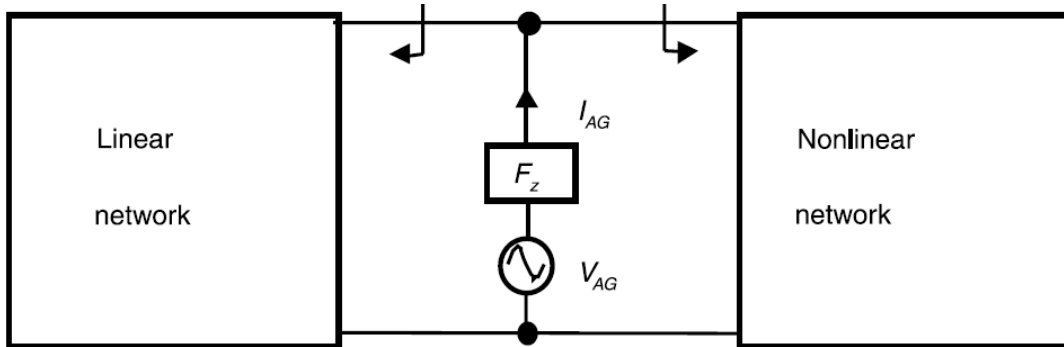 Linear
network
I_AG
F_z
V_AG
Nonlinear
network